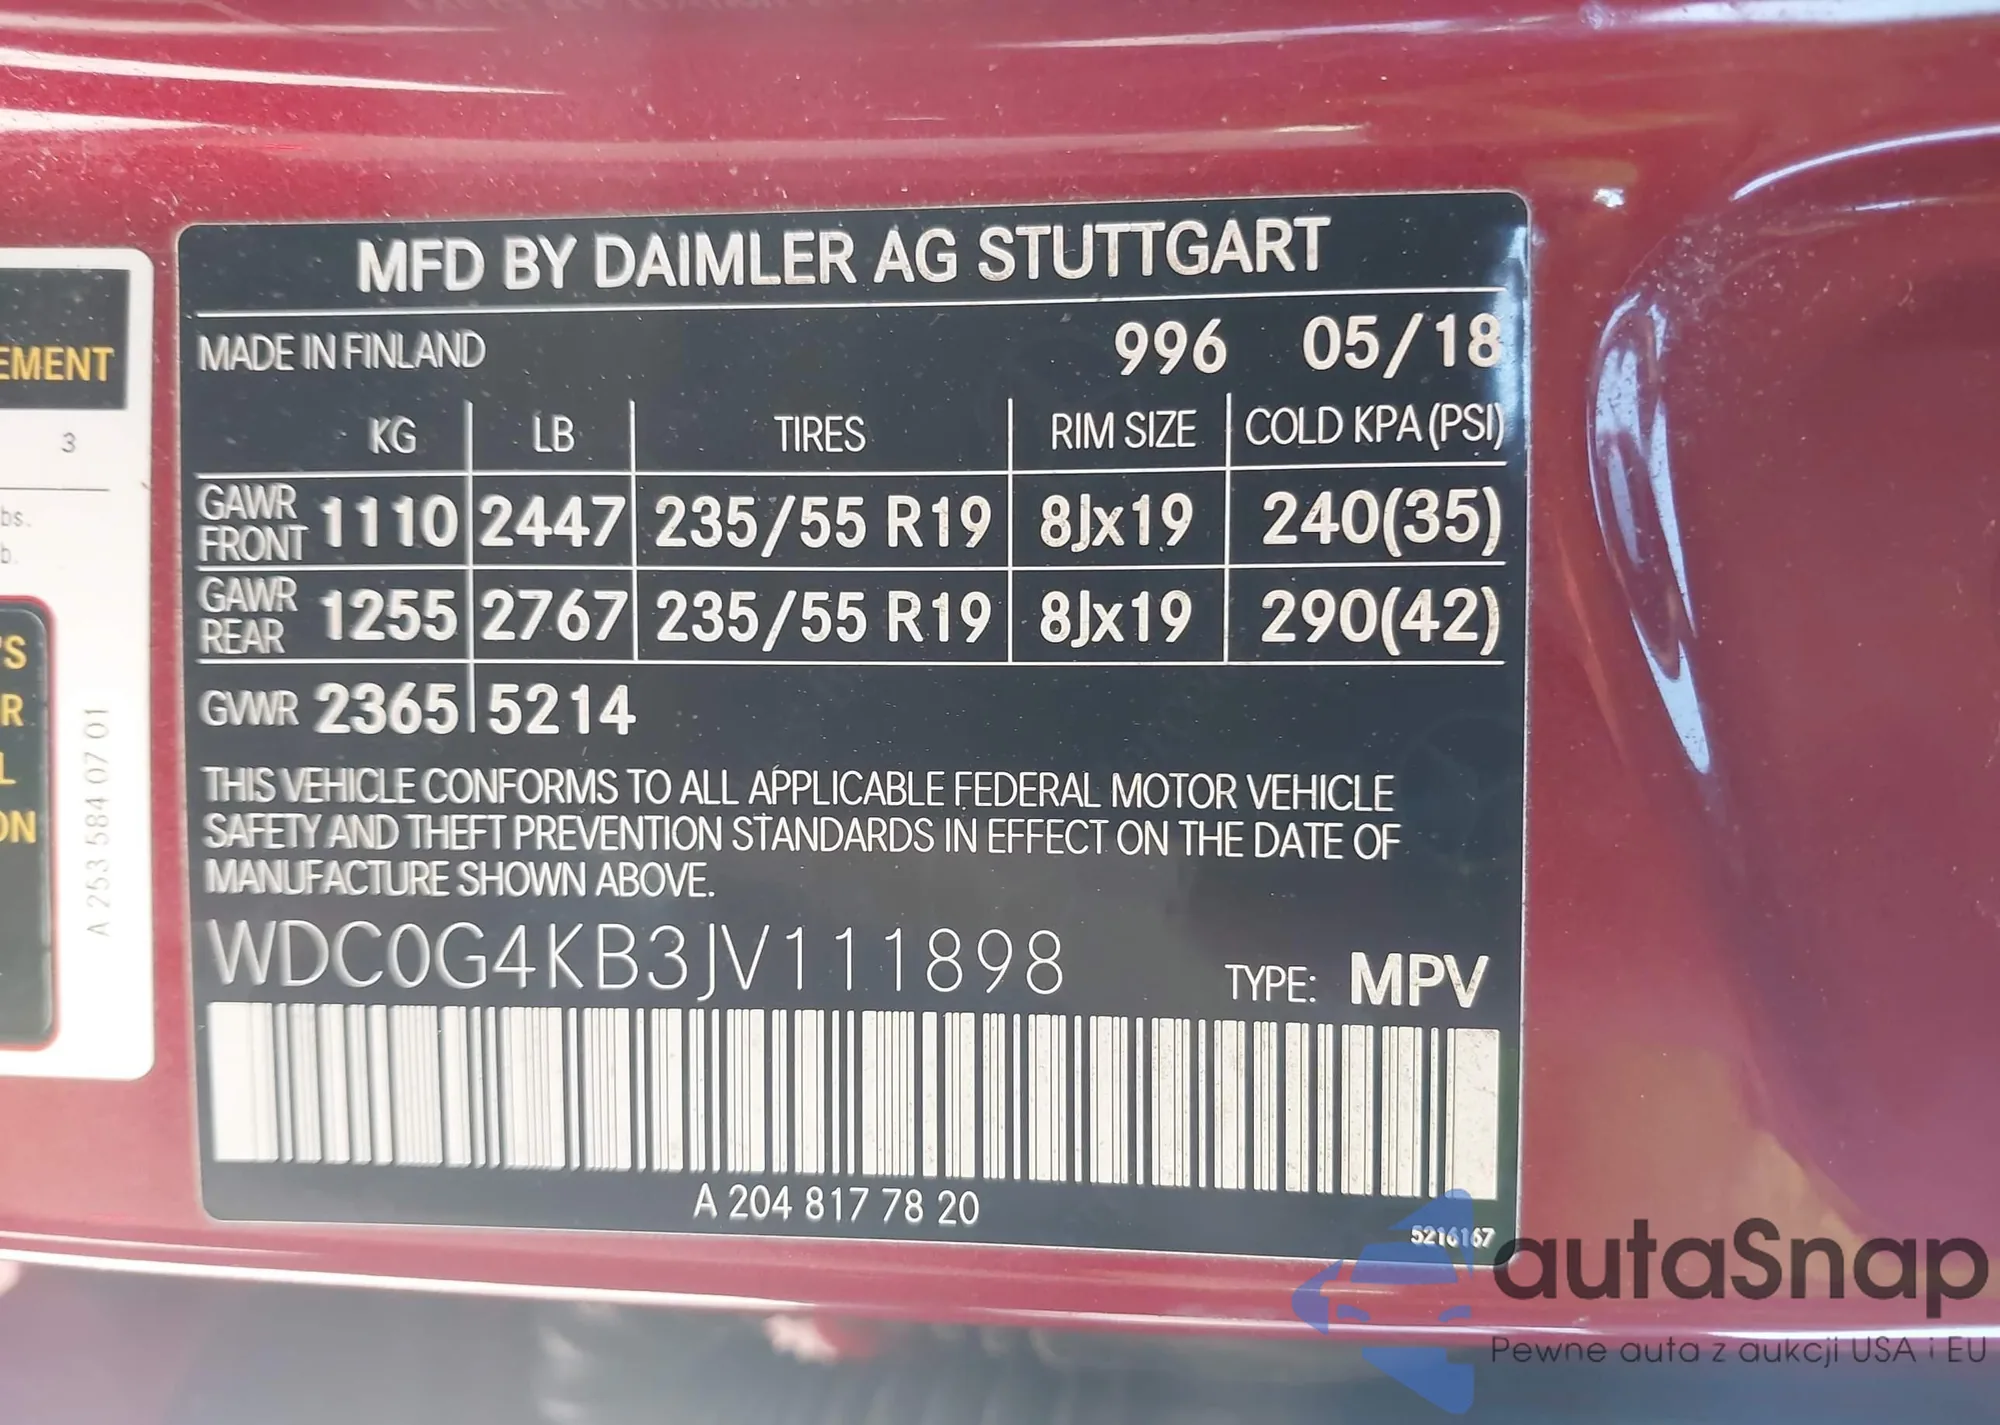 EMENT
3
bs.
b.
'S
R
L
ON
A 253 584 07 01
MFD BY DAIMLER AG STUTTGART
MADE IN FINLAND 996 05/18
KG LB TIRES RIM SIZE COLD KPA (PSI)
GAWR FRONT 1110 2447 235/55 R19 8Jx19 240(35)
GAWR REAR 1255 2767 235/55 R19 8Jx19 290(42)
GVWR 2365 5214
THIS VEHICLE CONFORMS TO ALL APPLICABLE FEDERAL MOTOR VEHICLE
SAFETY AND THEFT PREVENTION STANDARDS IN EFFECT ON THE DATE OF
MANUFACTURE SHOWN ABOVE.
WDC0G4KB3JV111898 TYPE: MPV
A 204 817 78 20
5216167
autaSnap
Pewne auta z aukcji USA i EU